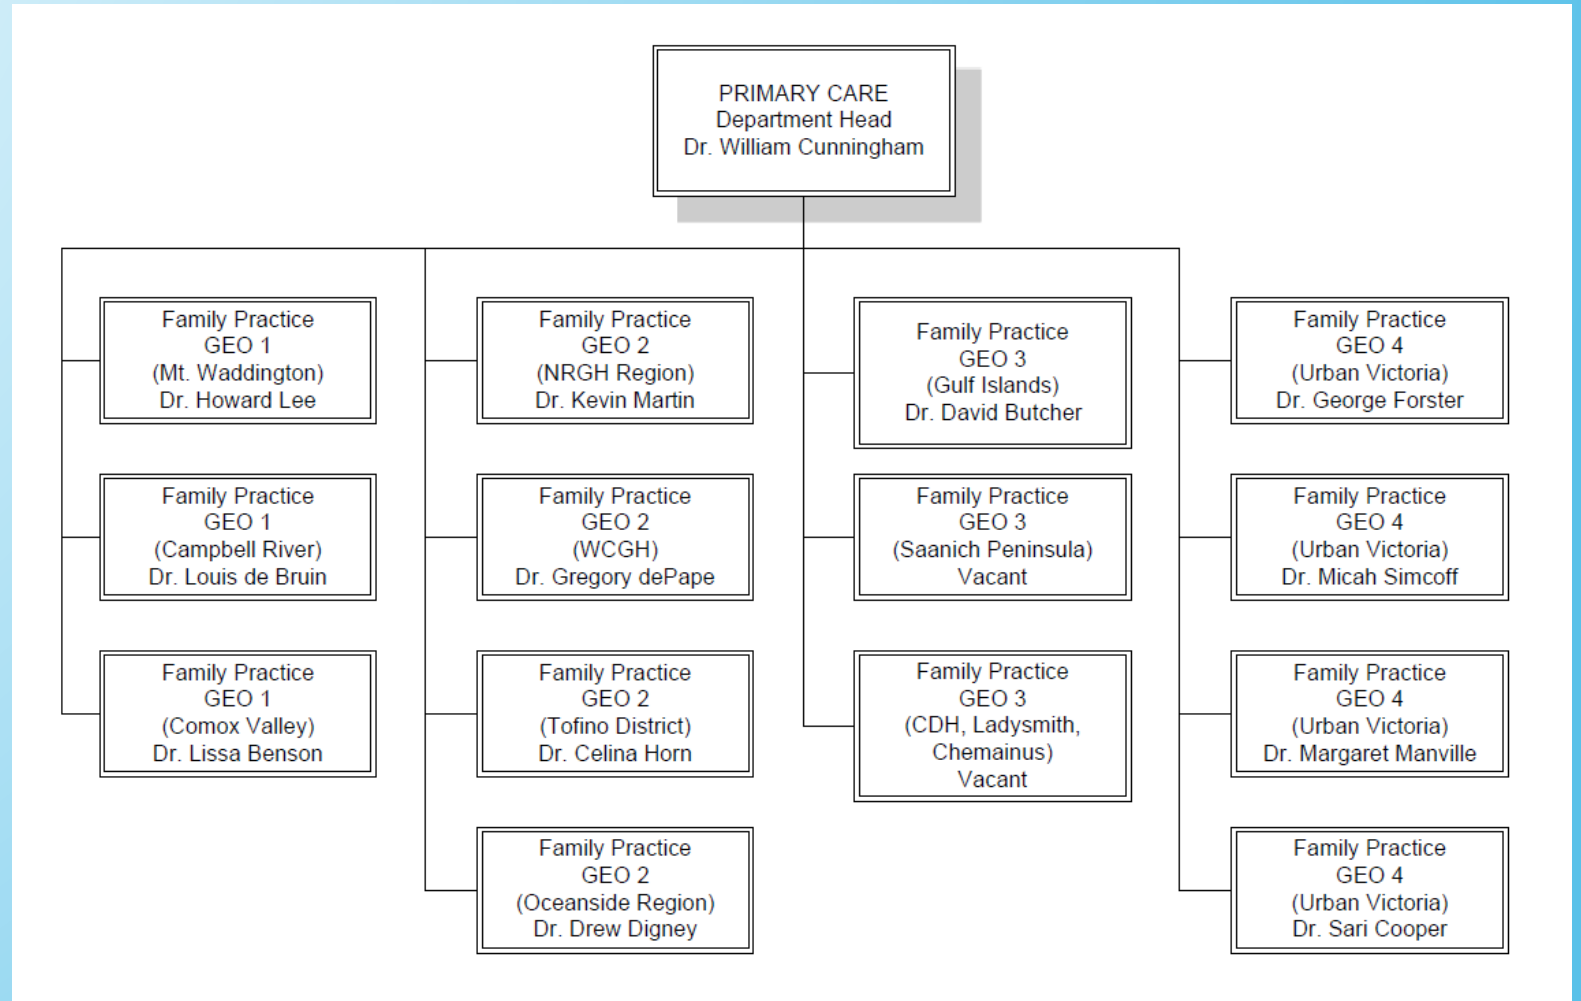 PRIMARY CARE
Department Head
Dr. William Cunningham
Family Practice
GEO 1
(Mt. Waddington)
Dr. Howard Lee
Family Practice
GEO 1
(Campbell River)
Dr. Louis de Bruin
Family Practice
GEO 1
(Comox Valley)
Dr. Lissa Benson
Family Practice
GEO 2
(NRGH Region)
Dr. Kevin Martin
Family Practice
GEO 2
(WCGH)
Dr. Gregory dePape
Family Practice
GEO 2
(Tofino District)
Dr. Celina Horn
Family Practice
GEO 2
(Oceanside Region)
Dr. Drew Digney
Family Practice
GEO 3
(Gulf Islands)
Dr. David Butcher
Family Practice
GEO 3
(Saanich Peninsula)
Vacant
Family Practice
GEO 3
(CDH, Ladysmith,
Chemainus)
Vacant
Family Practice
GEO 4
(Urban Victoria)
Dr. George Forster
Family Practice
GEO 4
(Urban Victoria)
Dr. Micah Simcoff
Family Practice
GEO 4
(Urban Victoria)
Dr. Margaret Manville
Family Practice
GEO 4
(Urban Victoria)
Dr. Sari Cooper